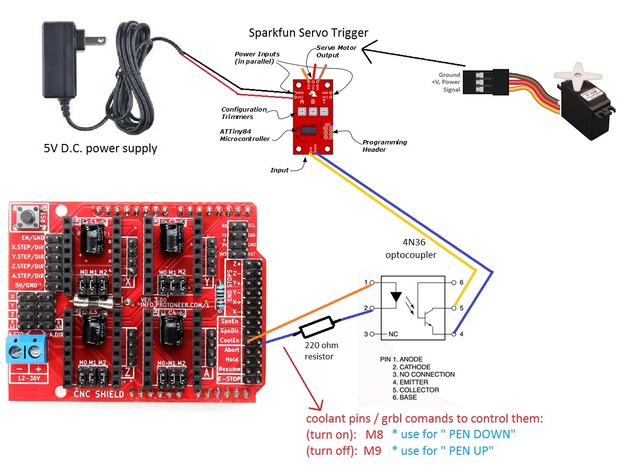 Sparkfun Servo Trigger
Power Inputs
(in parallel)
Servo Motor
Output
Ground
+V, Power
Signal
A B T
Configuration
Trimmers
ATTiny84
Microcontroller
Programming
Header
Input
5V D.C. power supply
4N36
optocoupler
1
2
3
NC
6
5
4
PIN 1. ANODE
2. CATHODE
3. NO CONNECTION
4. EMITTER
5. COLLECTOR
6. BASE
220 ohm
resistor
RST
EN/GND
X.STEP/DIR
Y.STEP/DIR
Z.STEP/DIR
A.STEP/DIR
5V/GND
X
Y
Z
M0 M1 M2
M0 M1 M2
M0 M1 M2
M0 M1 M2
VER 3.00
INFO.PROTONEER.COM
END STOPS
Z+
Z-
Y+
Y-
X+
X-
SpnEn
SpnDir
CoolEn
Abort
Hold
Resume
E-STOP
- +
12-36V
CNC SHIELD
coolant pins / grbl comands to control them:
(turn on): M8 * use for " PEN DOWN"
(turn off): M9 * use for " PEN UP"